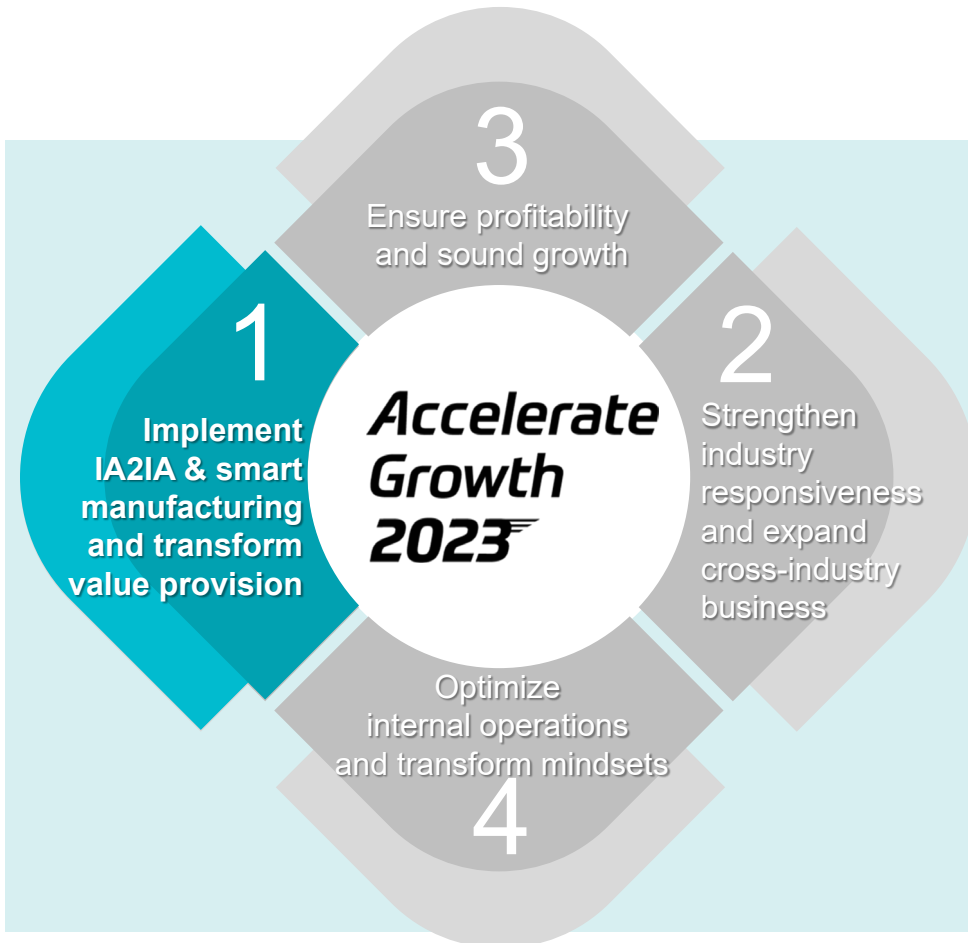 3
Ensure profitability
and sound growth
1
Implement
IA2IA & smart
manufacturing
and transform
value provision
Accelerate
Growth
2023
2
Strengthen
industry
responsiveness
and expand
cross-industry
business
Optimize
internal operations
and transform mindsets
4